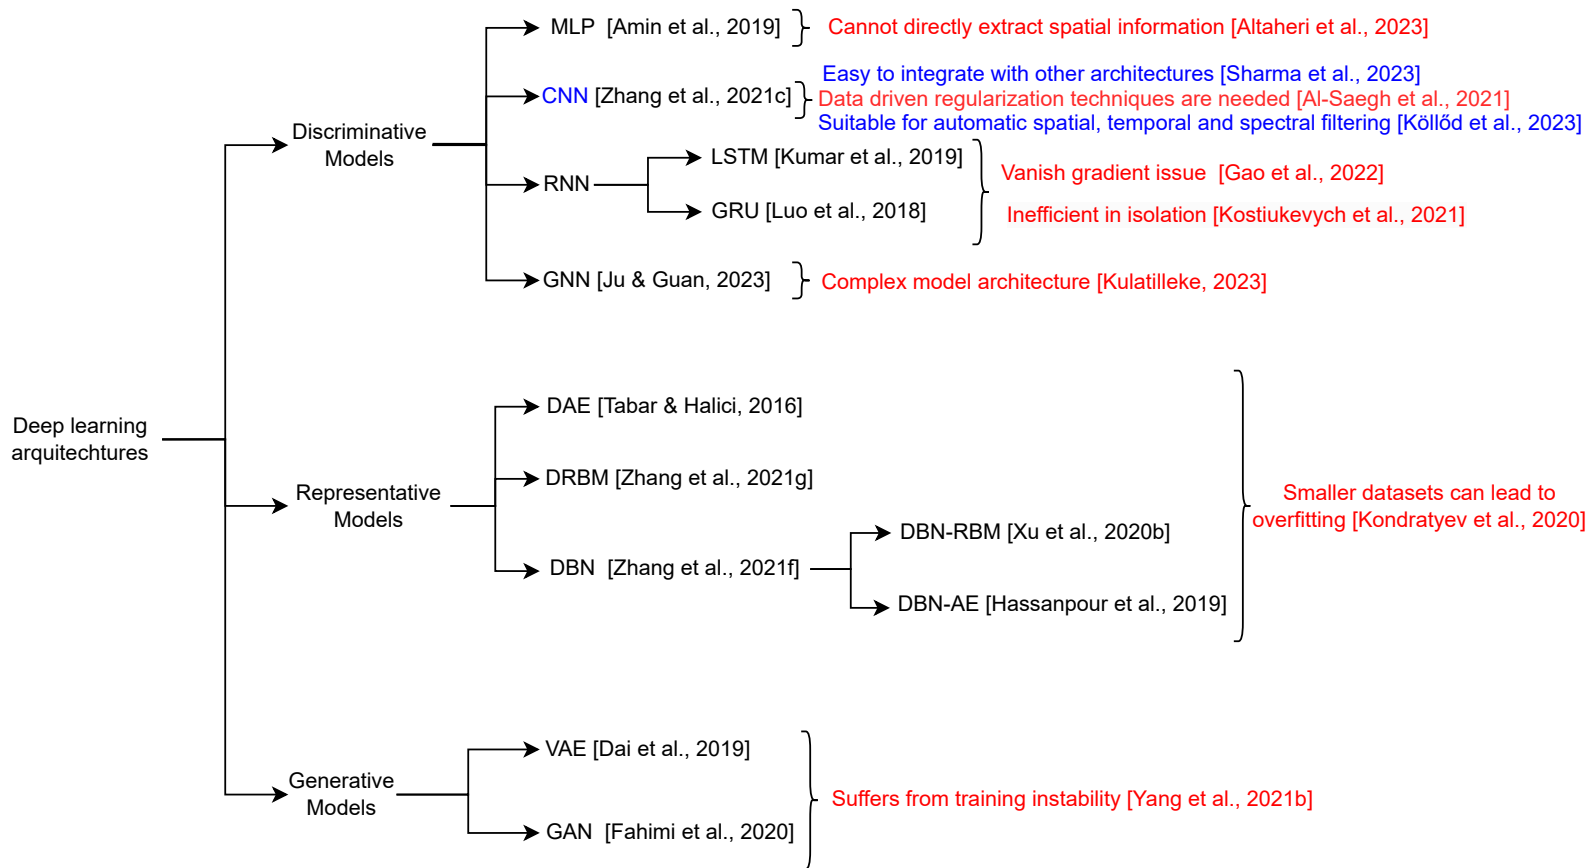 MLP [Amin et al., 2019]
Cannot directly extract spatial information [Altaheri et al., 2023]
Easy to integrate with other architectures [Sharma et al., 2023]
CNN [Zhang et al., 2021c]
Data driven regularization techniques are needed [Al-Saegh et al., 2021]
Suitable for automatic spatial, temporal and spectral filtering [Köllőd et al., 2023]
Discriminative
Models
LSTM [Kumar et al., 2019]
Vanish gradient issue [Gao et al., 2022]
RNN
GRU [Luo et al., 2018]
Inefficient in isolation [Kostiukevych et al., 2021]
GNN [Ju & Guan, 2023]
Complex model architecture [Kulatilleke, 2023]
Deep learning
arquitechtures
DAE [Tabar & Halici, 2016]
DRBM [Zhang et al., 2021g]
Representative
Models
Smaller datasets can lead to
overfitting [Kondratyev et al., 2020]
DBN-RBM [Xu et al., 2020b]
DBN [Zhang et al., 2021f]
DBN-AE [Hassanpour et al., 2019]
VAE [Dai et al., 2019]
Generative
Models
Suffers from training instability [Yang et al., 2021b]
GAN [Fahimi et al., 2020]